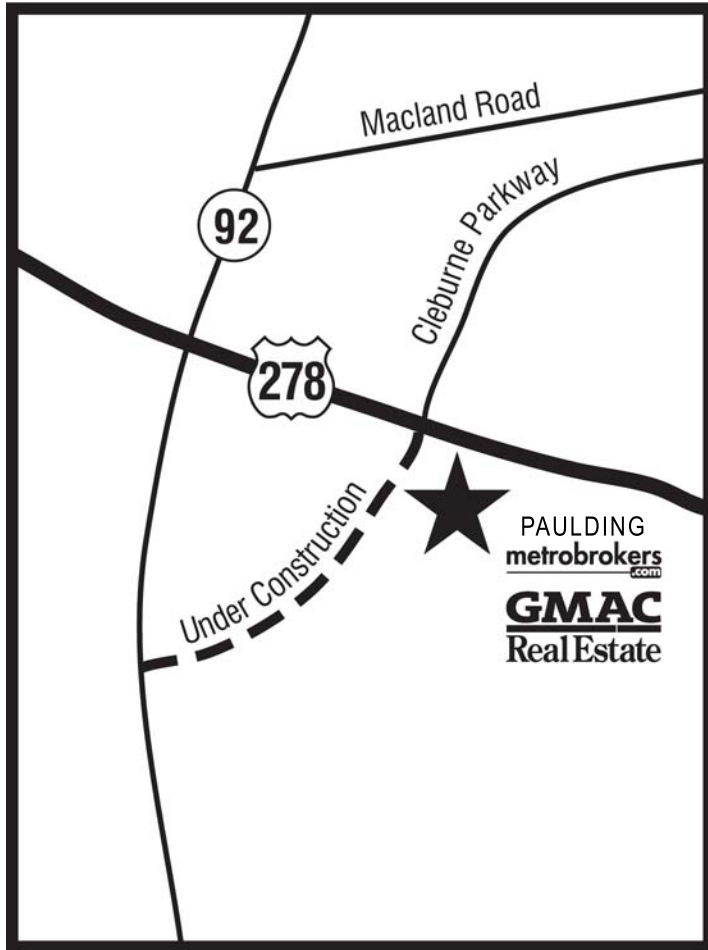 Macland Road
Cleburne Parkway
92
278
Under Construction
PAULDING
metrobrokers
.com
GMAC
Real Estate